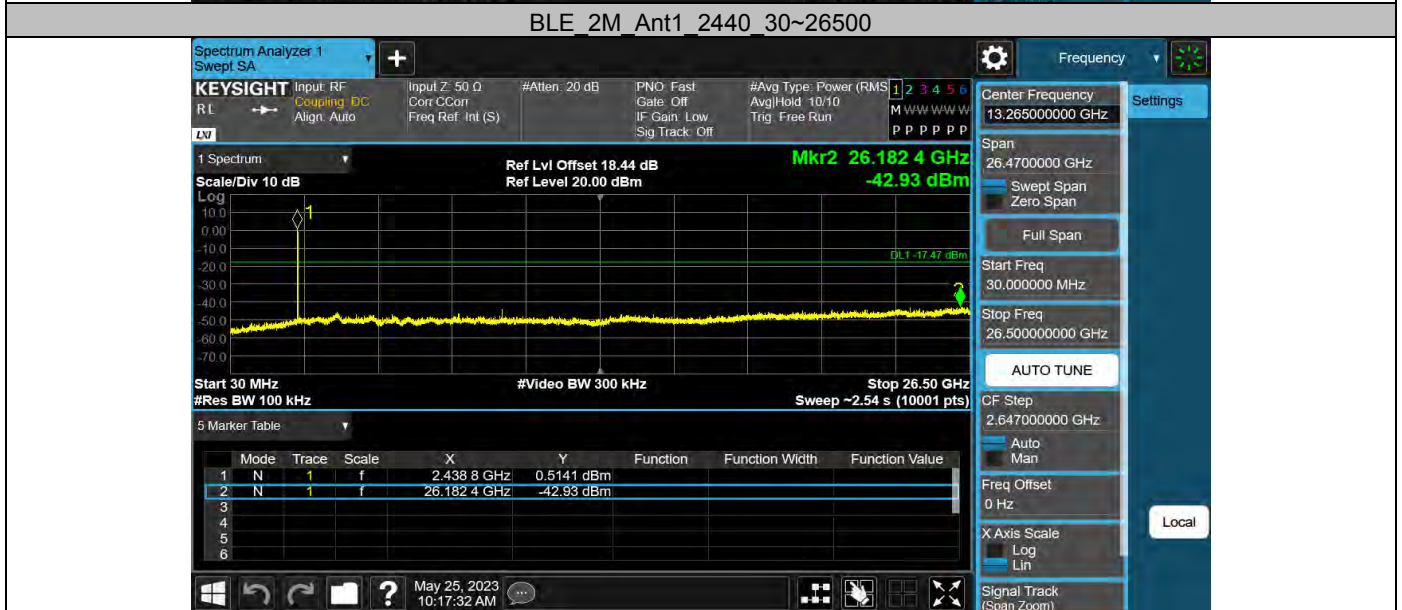 BLE_2M_Ant1_2440_30~26500
Spectrum Analyzer 1
Swept SA
+
Frequency
KEYSIGHT
RL
LXI
Input: RF
Coupling: DC
Align: Auto
Input Z: 50 Ω
Corr CCorr
Freq Ref: Int (S)
#Atten: 20 dB
PNO: Fast
Gate: Off
IF Gain: Low
Sig Track: Off
#Avg Type: Power (RMS
Avg|Hold: 10/10
Trig: Free Run
1 2 3 4 5 6
M W W W W W
P P P P P P
1 Spectrum
Scale/Div 10 dB
Log
Ref Lvl Offset 18.44 dB
Ref Level 20.00 dBm
Mkr2 26.182 4 GHz
-42.93 dBm
10.0
0.00
-10.0
-20.0
-30.0
-40.0
-50.0
-60.0
-70.0
1
DL1 -17.47 dBm
2
Start 30 MHz
#Res BW 100 kHz
#Video BW 300 kHz
Stop 26.50 GHz
Sweep ~2.54 s (10001 pts)
5 Marker Table
Mode Trace Scale X Y Function Function Width Function Value
1 N 1 f 2.438 8 GHz 0.5141 dBm
2 N 1 f 26.182 4 GHz -42.93 dBm
3
4
5
6
?
May 25, 2023
10:17:32 AM
Center Frequency
13.265000000 GHz
Settings
Span
26.4700000 GHz
Swept Span
Zero Span
Full Span
Start Freq
30.000000 MHz
Stop Freq
26.500000000 GHz
AUTO TUNE
CF Step
2.647000000 GHz
Auto
Man
Freq Offset
0 Hz
X Axis Scale
Log
Lin
Local
Signal Track
(Span Zoom)